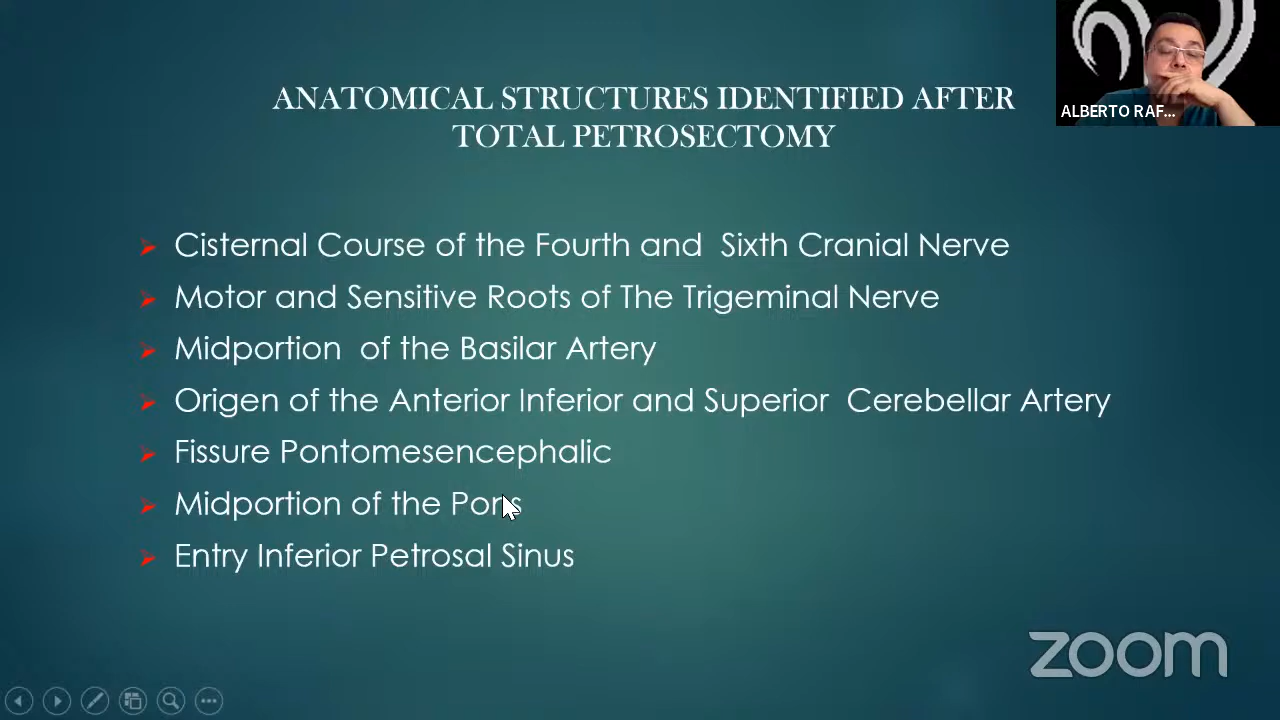 ANATOMICAL STRUCTURES IDENTIFIED AFTER
TOTAL PETROSECTOMY
ALBERTO RAF...
Cisternal Course of the Fourth and Sixth Cranial Nerve
Motor and Sensitive Roots of The Trigeminal Nerve
Midportion of the Basilar Artery
Origen of the Anterior Inferior and Superior Cerebellar Artery
Fissure Pontomesencephalic
Midportion of the Pons
Entry Inferior Petrosal Sinus
zoom